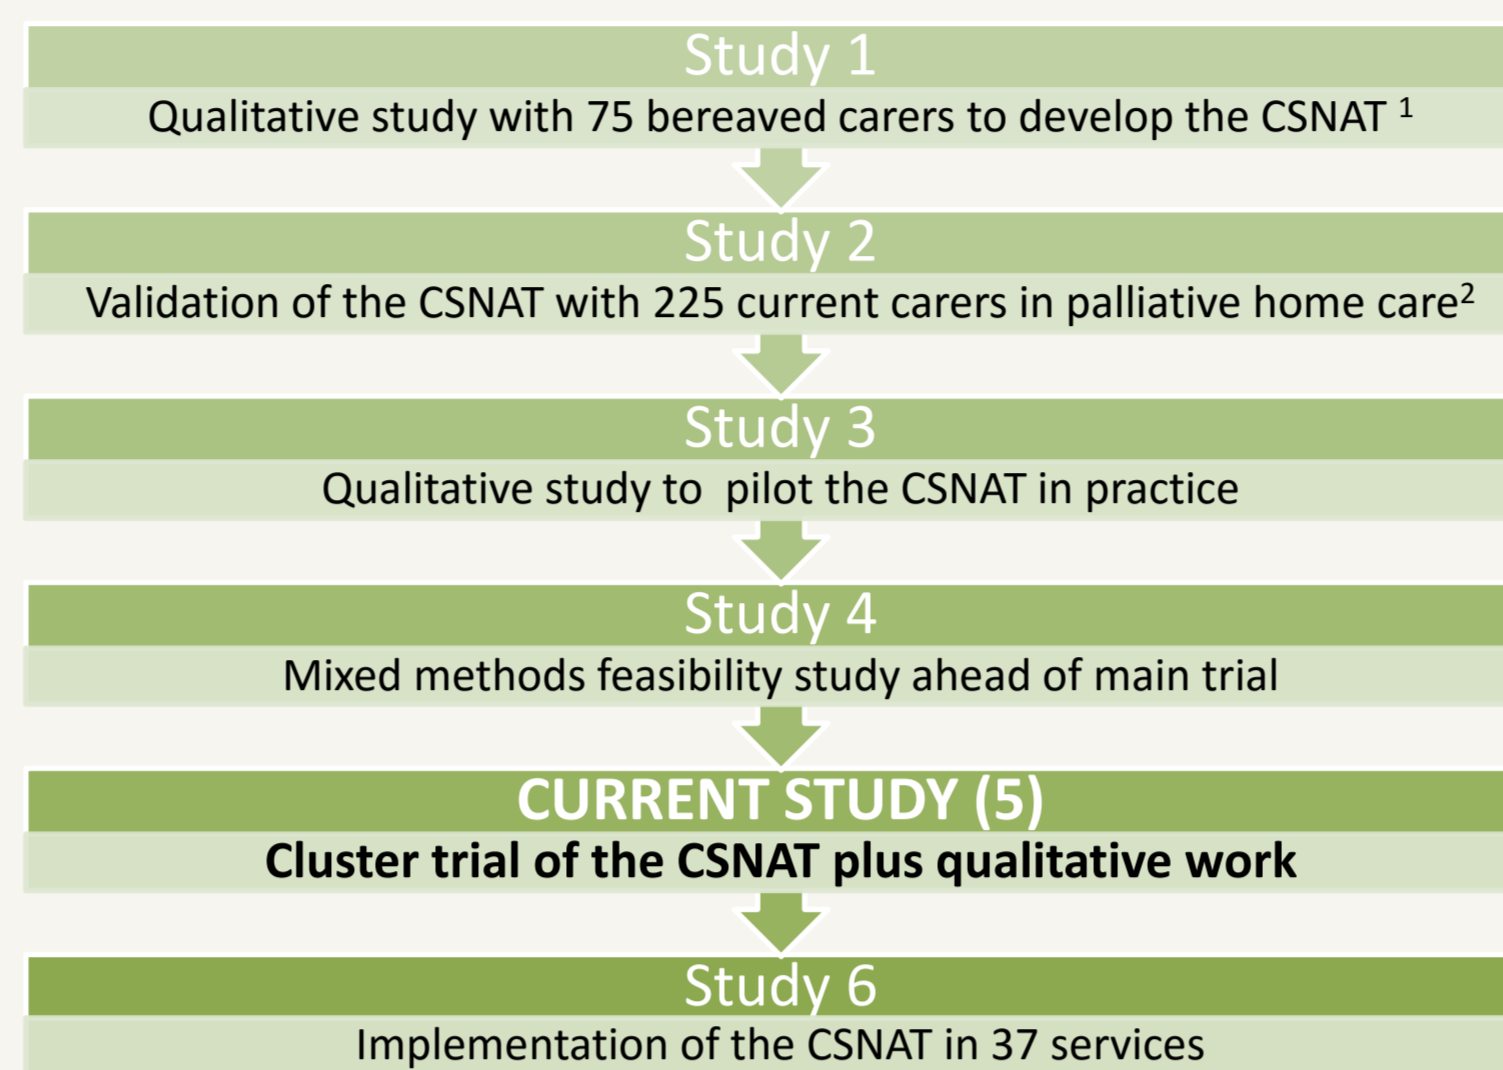 Study 1
Qualitative study with 75 bereaved carers to develop the CSNAT ¹
Study 2
Validation of the CSNAT with 225 current carers in palliative home care²
Study 3
Qualitative study to  pilot the CSNAT in practice
Study 4
Mixed methods feasibility study ahead of main trial
CURRENT STUDY (5)
Cluster trial of the CSNAT plus qualitative work
Study 6
Implementation of the CSNAT in 37 services